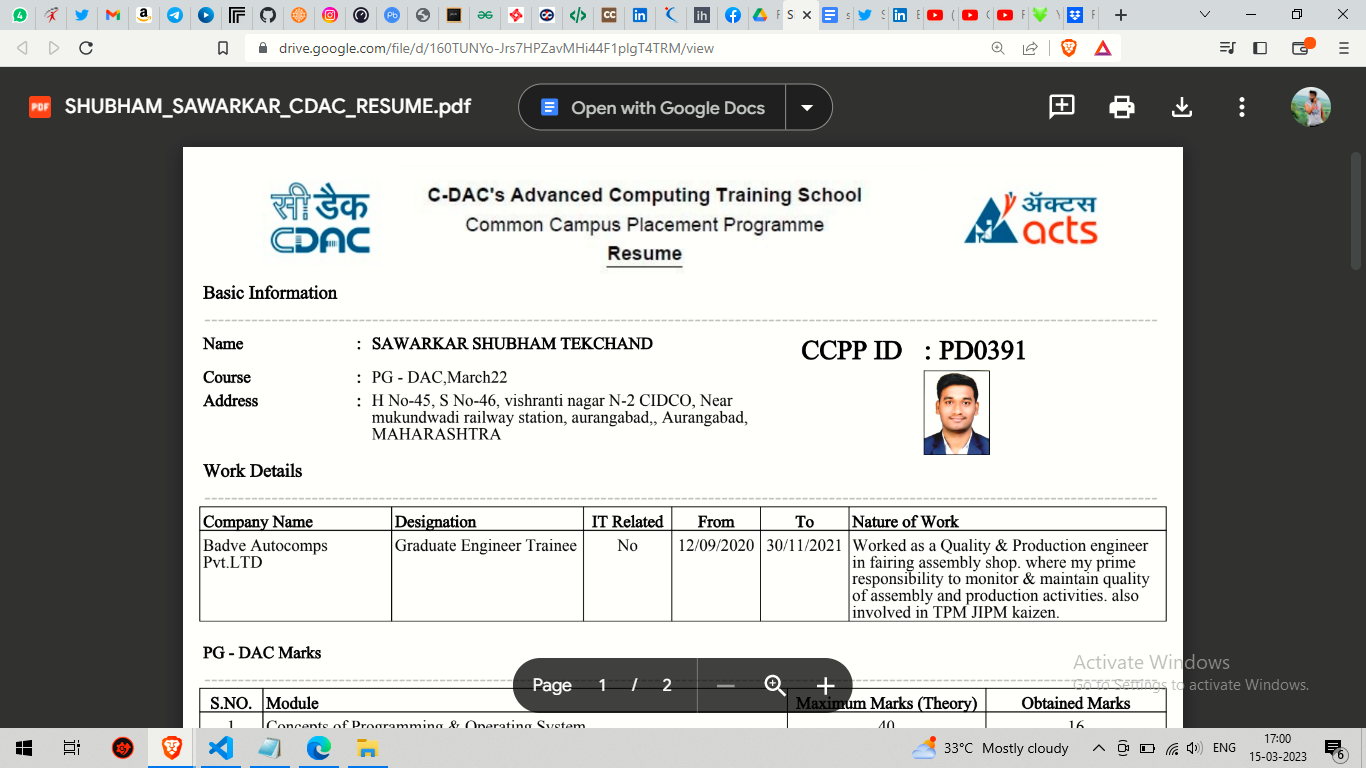 drive.google.com/file/d/160TUNYo-Jrs7HPZavMHi44F1plgT4TRM/view
PDF
SHUBHAM_SAWARKAR_CDAC_RESUME.pdf
Open with Google Docs
सी डैक
CDAC
C-DAC's Advanced Computing Training School
Common Campus Placement Programme
Resume
ॲक्टस
acts
Basic Information
Name : SAWARKAR SHUBHAM TEKCHAND
CCPP ID : PD0391
Course : PG - DAC,March22
Address : H No-45, S No-46, vishranti nagar N-2 CIDCO, Near
mukundwadi railway station, aurangabad,, Aurangabad,
MAHARASHTRA
Work Details
Company Name Designation IT Related From To Nature of Work
Badve Autocomps Graduate Engineer Trainee No 12/09/2020 30/11/2021 Worked as a Quality & Production engineer
Pvt.LTD in fairing assembly shop. where my prime
responsibility to monitor & maintain quality
of assembly and production activities. also
involved in TPM JIPM kaizen.
PG - DAC Marks
Activate Windows
Go to Settings to activate Windows.
Page 1 / 2
S.NO. Module Maximum Marks (Theory) Obtained Marks
1 Concepts of Programming & Operating System 40 16
33°C Mostly cloudy
ENG
17:00
15-03-2023
6